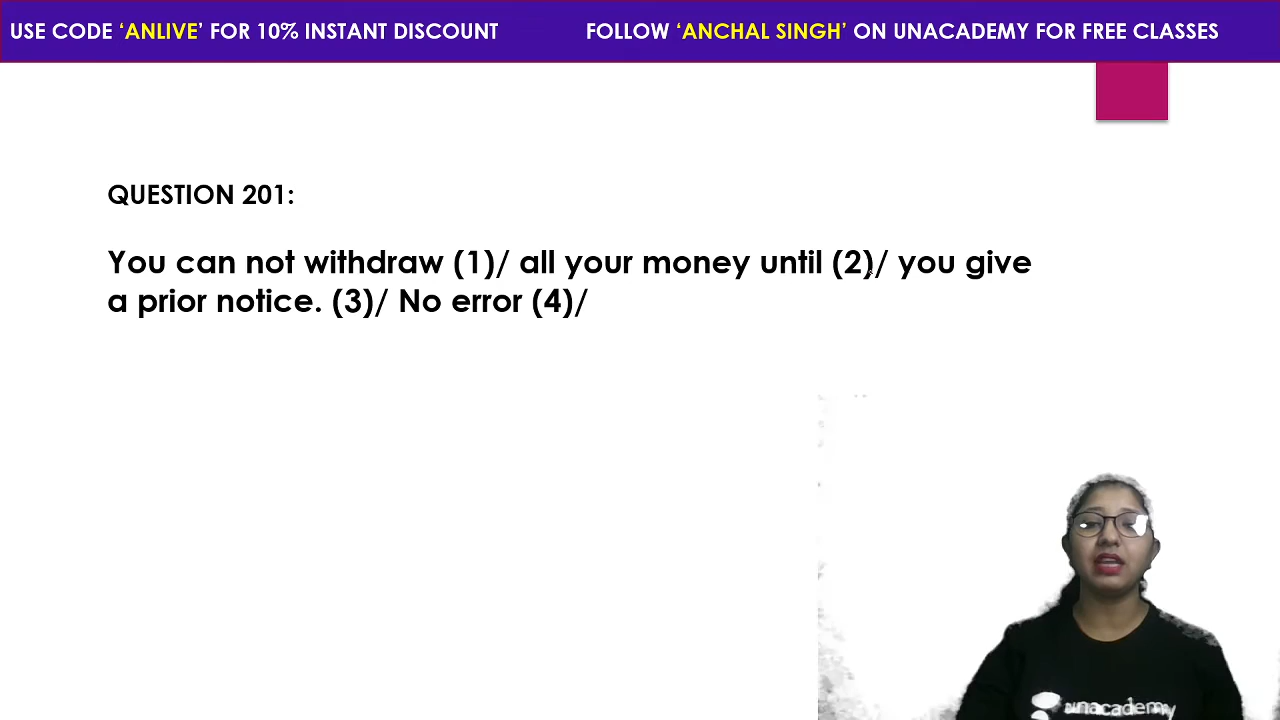 USE CODE ‘ANLIVE’ FOR 10% INSTANT DISCOUNT FOLLOW ‘ANCHAL SINGH’ ON UNACADEMY FOR FREE CLASSES
QUESTION 201:
You can not withdraw (1)/ all your money until (2)/ you give
a prior notice. (3)/ No error (4)/
unacademy